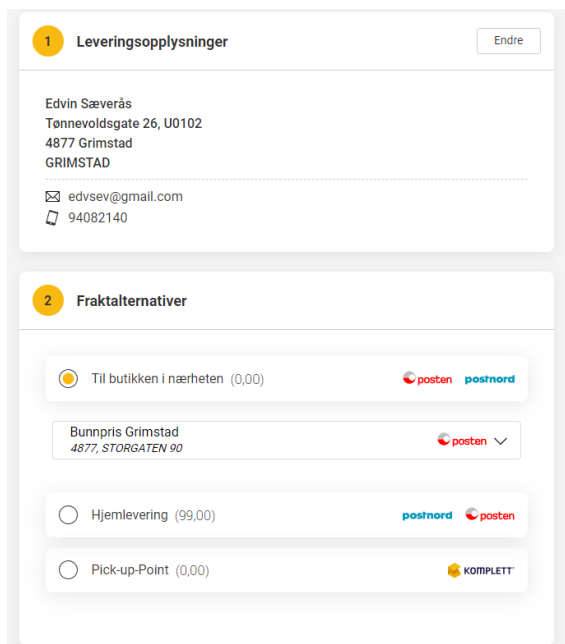 1 Leveringsopplysninger Endre
Edvin Sæverås
Tønnevoldsgate 26, U0102
4877 Grimstad
GRIMSTAD
edvsev@gmail.com
94082140
2 Fraktalternativer
Til butikken i nærheten (0,00) posten postnord
Bunnpris Grimstad
4877, STORGATEN 90
posten
Hjemlevering (99,00) postnord posten
Pick-up-Point (0,00) KOMPLETT